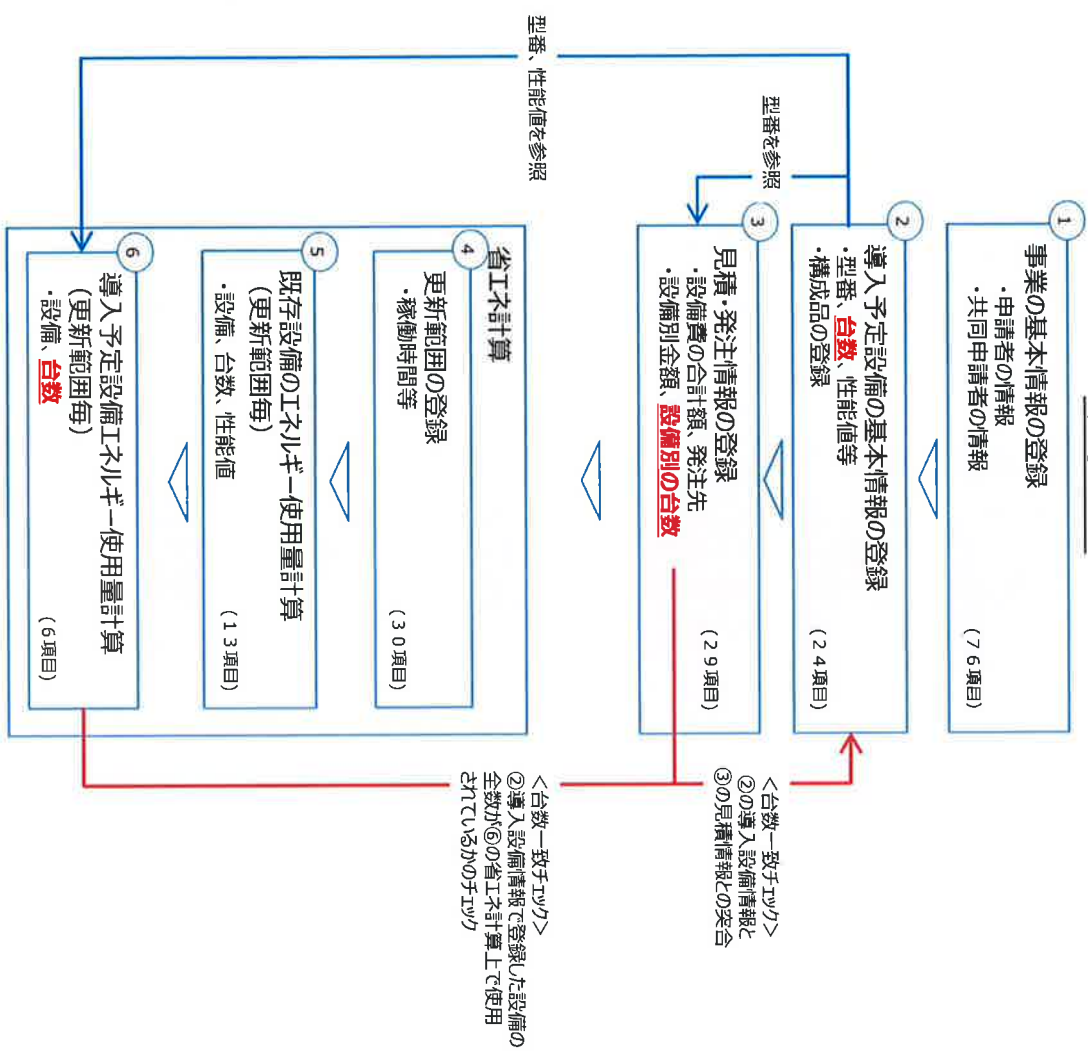 1
事業の基本情報の登録
・申請者の情報
・共同申請者の情報
(76項目)
2
導入予定設備の基本情報の登録
・型番、台数、性能値等
・構成品の登録
(24項目)
型番を参照
3
見積・発注情報の登録
・設備費の合計額、発注先
・設備別金額、設備別の台数
(29項目)
<台数一致チェック>
②の導入設備情報と
③の見積情報との突合
型番、性能値を参照
省エネ計算
4
更新範囲の登録
・稼働時間等
(30項目)
5
既存設備のエネルギー使用量計算
(更新範囲毎)
・設備、台数、性能値
(13項目)
6
導入予定設備エネルギー使用量計算
(更新範囲毎)
・設備、台数
(6項目)
<台数一致チェック>
②導入設備情報で登録した設備の
全数が⑥の省エネ計算上で使用
されているかのチェック